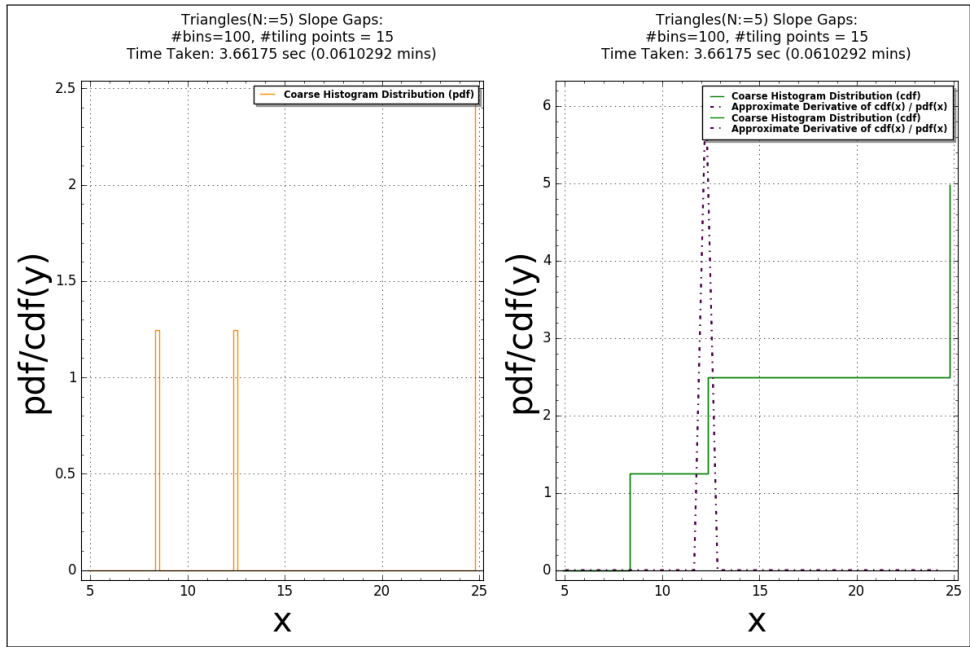 Triangles(N:=5) Slope Gaps:
#bins=100, #tiling points = 15
Time Taken: 3.66175 sec (0.0610292 mins)
Coarse Histogram Distribution (pdf)
pdf/cdf(y)
2.5
2
1.5
1
0.5
0
5
10
15
20
25
x
Triangles(N:=5) Slope Gaps:
#bins=100, #tiling points = 15
Time Taken: 3.66175 sec (0.0610292 mins)
Coarse Histogram Distribution (cdf)
Approximate Derivative of cdf(x) / pdf(x)
Coarse Histogram Distribution (cdf)
Approximate Derivative of cdf(x) / pdf(x)
pdf/cdf(y)
6
5
4
3
2
1
0
5
10
15
20
25
x